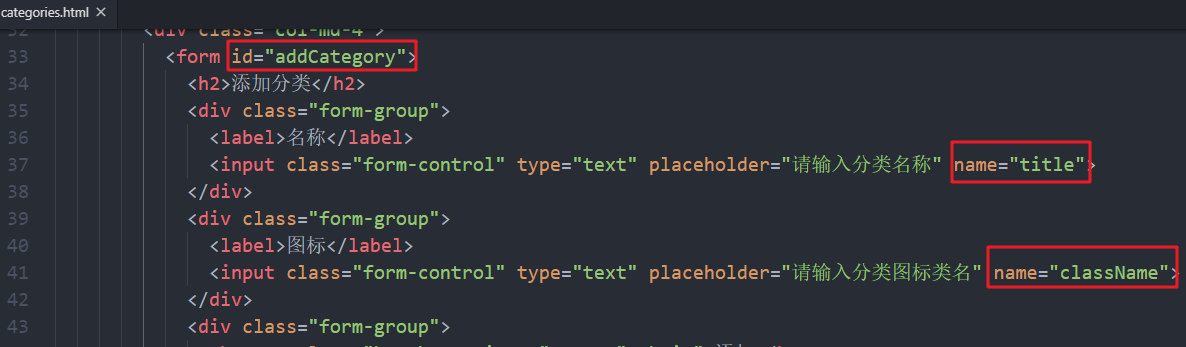 categories.html ×
32 <div class="col-md-4">
33 <form id="addCategory">
34 <h2>添加分类</h2>
35 <div class="form-group">
36 <label>名称</label>
37 <input class="form-control" type="text" placeholder="请输入分类名称" name="title">
38 </div>
39 <div class="form-group">
40 <label>图标</label>
41 <input class="form-control" type="text" placeholder="请输入分类图标类名" name="className">
42 </div>
43 <div class="form-group">